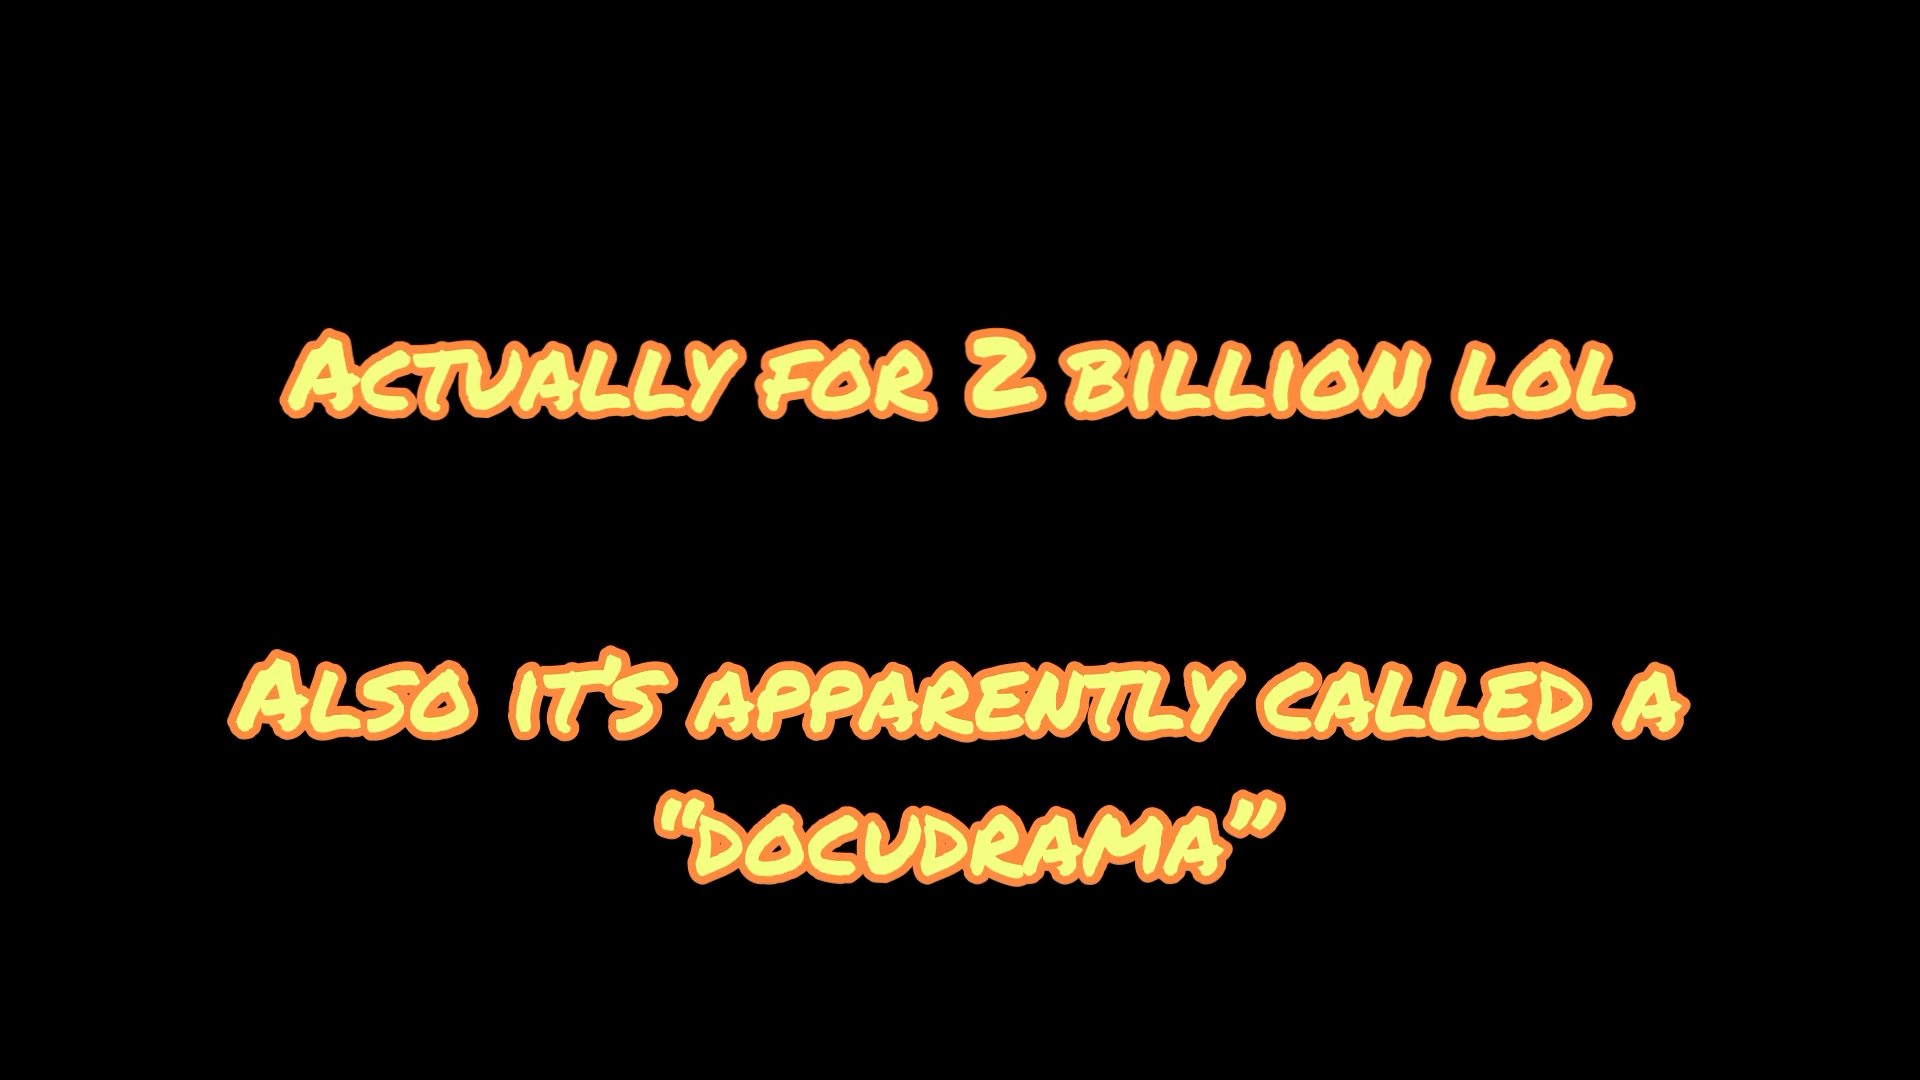 Actually for 2 billion lol
Also it's apparently called a
“docudrama”